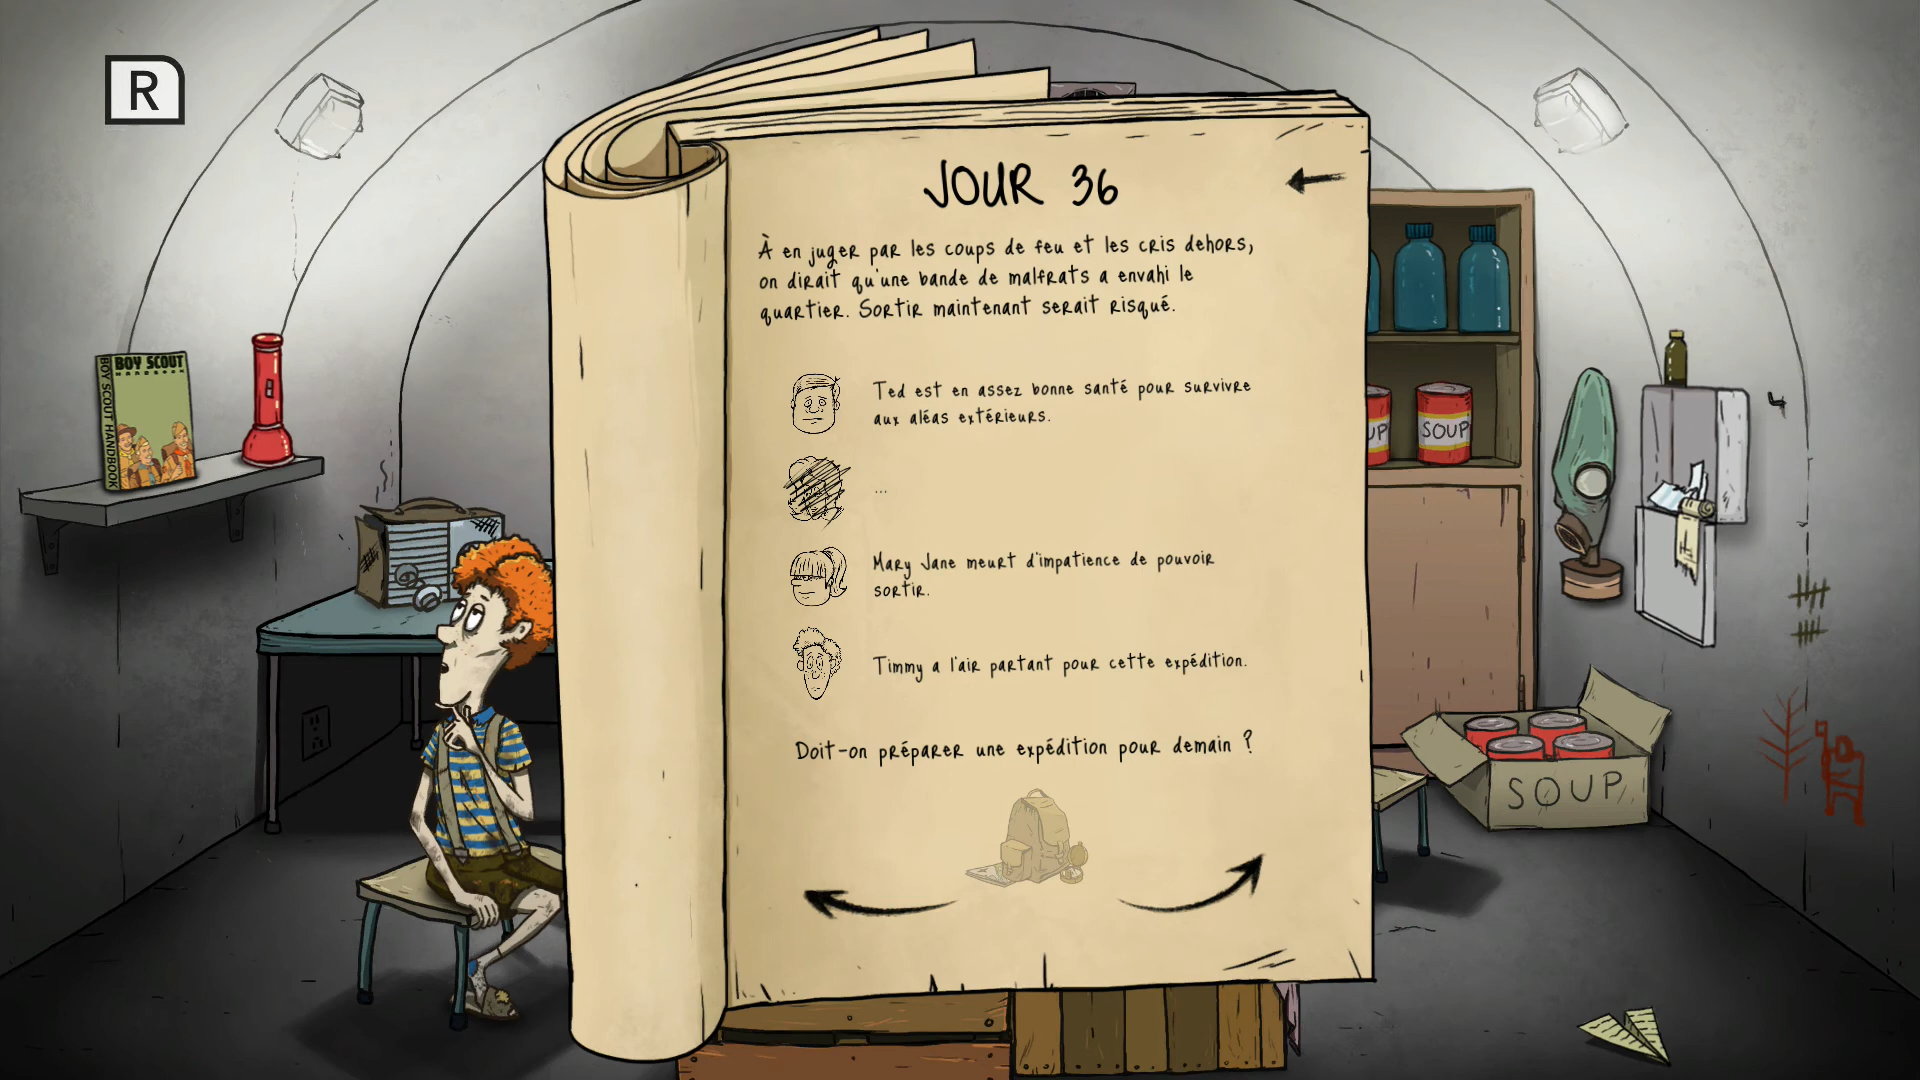 R
JOUR 36
À en juger par les coups de feu et les cris dehors,
on dirait qu'une bande de malfrats a envahi le
quartier. Sortir maintenant serait risqué.
Ted est en assez bonne santé pour survivre
aux aléas extérieurs.
...
Mary Jane meurt d'impatience de pouvoir
sortir.
Timmy a l'air partant pour cette expédition.
Doit-on préparer une expédition pour demain ?
BOY SCOUT
HANDBOOK
BOY SCOUT HANDBOOK
UP
SOUP
SOUP